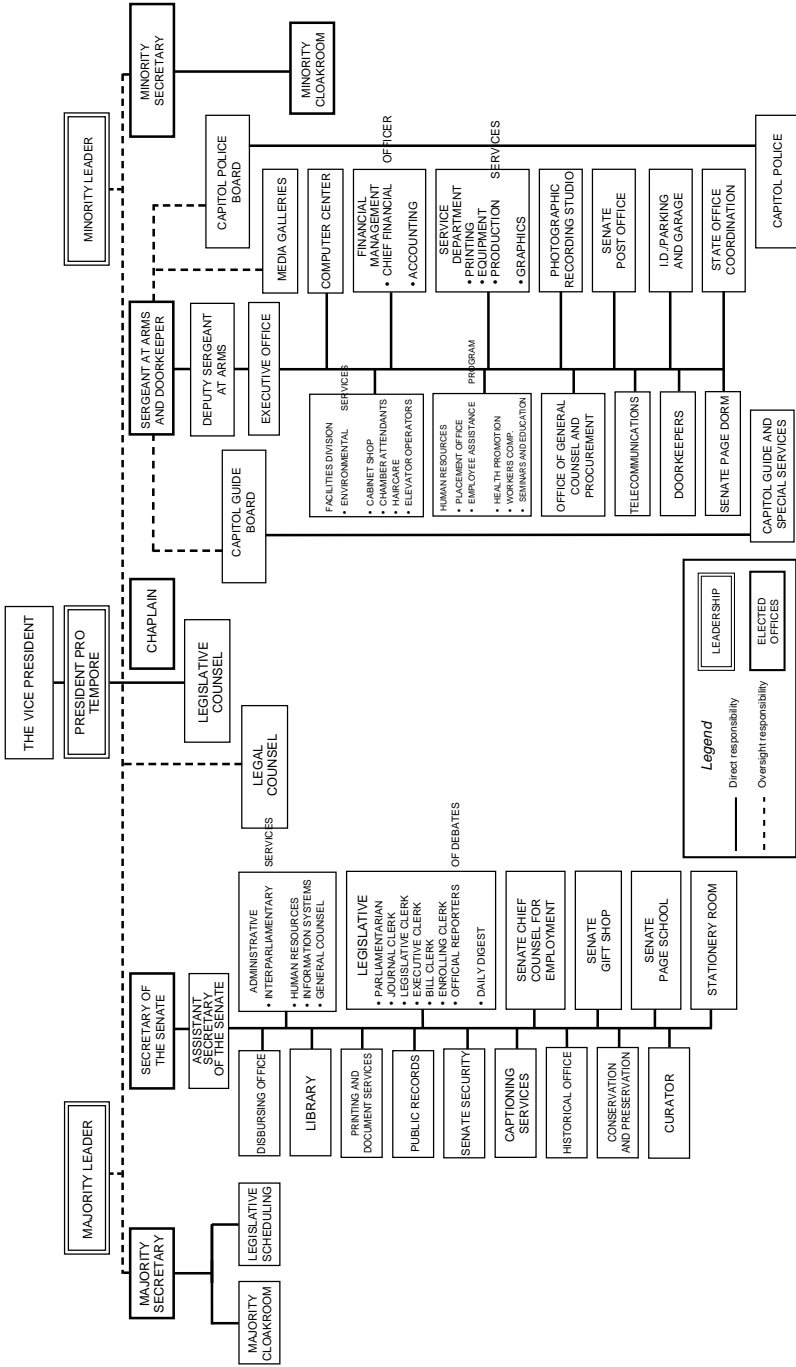 THE VICE PRESIDENT
PRESIDENT PRO
TEMPORE
MAJORITY LEADER
MINORITY LEADER
MAJORITY
SECRETARY
MAJORITY
CLOAKROOM
LEGISLATIVE
SCHEDULING
SECRETARY OF
THE SENATE
ASSISTANT
SECRETARY
OF THE SENATE
DISBURSING OFFICE
LIBRARY
PRINTING AND
DOCUMENT SERVICES
PUBLIC RECORDS
SENATE SECURITY
CAPTIONING
SERVICES
HISTORICAL OFFICE
CONSERVATION
AND PRESERVATION
CURATOR
ADMINISTRATIVE
• INTERPARLIAMENTARY
SERVICES
• HUMAN RESOURCES
• INFORMATION SYSTEMS
• GENERAL COUNSEL
LEGISLATIVE
• PARLIAMENTARIAN
• JOURNAL CLERK
• LEGISLATIVE CLERK
• EXECUTIVE CLERK
• BILL CLERK
• ENROLLING CLERK
• OFFICIAL REPORTERS
OF DEBATES
• DAILY DIGEST
SENATE CHIEF
COUNSEL FOR
EMPLOYMENT
SENATE
GIFT SHOP
SENATE
PAGE SCHOOL
STATIONERY ROOM
LEGAL
COUNSEL
LEGISLATIVE
COUNSEL
CHAPLAIN
SERGEANT AT ARMS
AND DOORKEEPER
DEPUTY SERGEANT
AT ARMS
EXECUTIVE OFFICE
CAPITOL GUIDE
BOARD
CAPITOL GUIDE AND
SPECIAL SERVICES
FACILITIES DIVISION
• ENVIRONMENTAL
SERVICES
• CABINET SHOP
• CHAMBER ATTENDANTS
• HAIRCARE
• ELEVATOR OPERATORS
HUMAN RESOURCES
• PLACEMENT OFFICE
• EMPLOYEE ASSISTANCE
PROGRAM
• HEALTH PROMOTION
• WORKERS COMP.
• SEMINARS AND EDUCATION
OFFICE OF GENERAL
COUNSEL AND
PROCUREMENT
TELECOMMUNICATIONS
DOORKEEPERS
SENATE PAGE DORM
MEDIA GALLERIES
COMPUTER CENTER
FINANCIAL
MANAGEMENT
• CHIEF FINANCIAL
OFFICER
• ACCOUNTING
SERVICE
DEPARTMENT
• PRINTING
• EQUIPMENT
• PRODUCTION
SERVICES
• GRAPHICS
PHOTOGRAPHIC
RECORDING STUDIO
SENATE
POST OFFICE
I.D./PARKING
AND GARAGE
STATE OFFICE
COORDINATION
CAPITOL POLICE
BOARD
CAPITOL POLICE
MINORITY
SECRETARY
MINORITY
CLOAKROOM
Legend
Direct responsibility
Oversight responsibility
LEADERSHIP
ELECTED
OFFICES